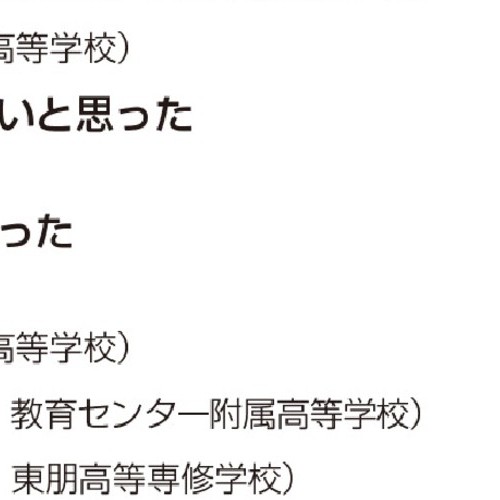 高等学校）
いと思った
った
高等学校）
教育センター附属高等学校）
東朋高等専修学校）